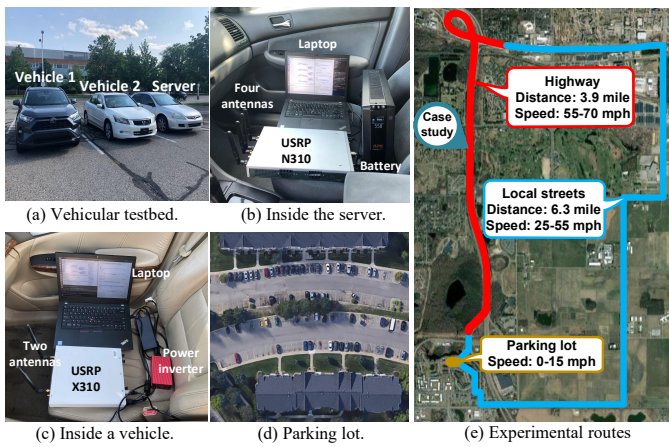 Vehicle 1
Vehicle 2
Server
(a) Vehicular testbed.
Laptop
Four
antennas
USRP
N310
Battery
(b) Inside the server.
Laptop
Two
antennas
USRP
X310
Power
inverter
(c) Inside a vehicle.
(d) Parking lot.
Highway
Distance: 3.9 mile
Speed: 55-70 mph
Case
study
Local streets
Distance: 6.3 mile
Speed: 25-55 mph
Parking lot
Speed: 0-15 mph
(e) Experimental routes